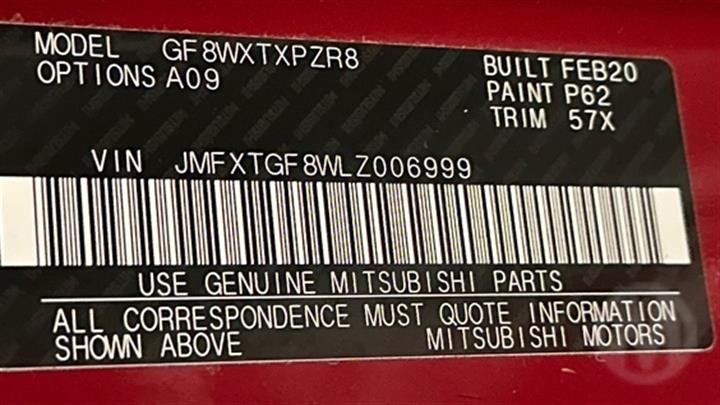 MODEL GF8WXTXPZR8
OPTIONS A09
BUILT FEB20
PAINT P62
TRIM 57X
VIN JMFXTGF8WLZ006999
USE GENUINE MITSUBISHI PARTS
ALL CORRESPONDENCE MUST QUOTE INFORMATION
SHOWN ABOVE MITSUBISHI MOTORS